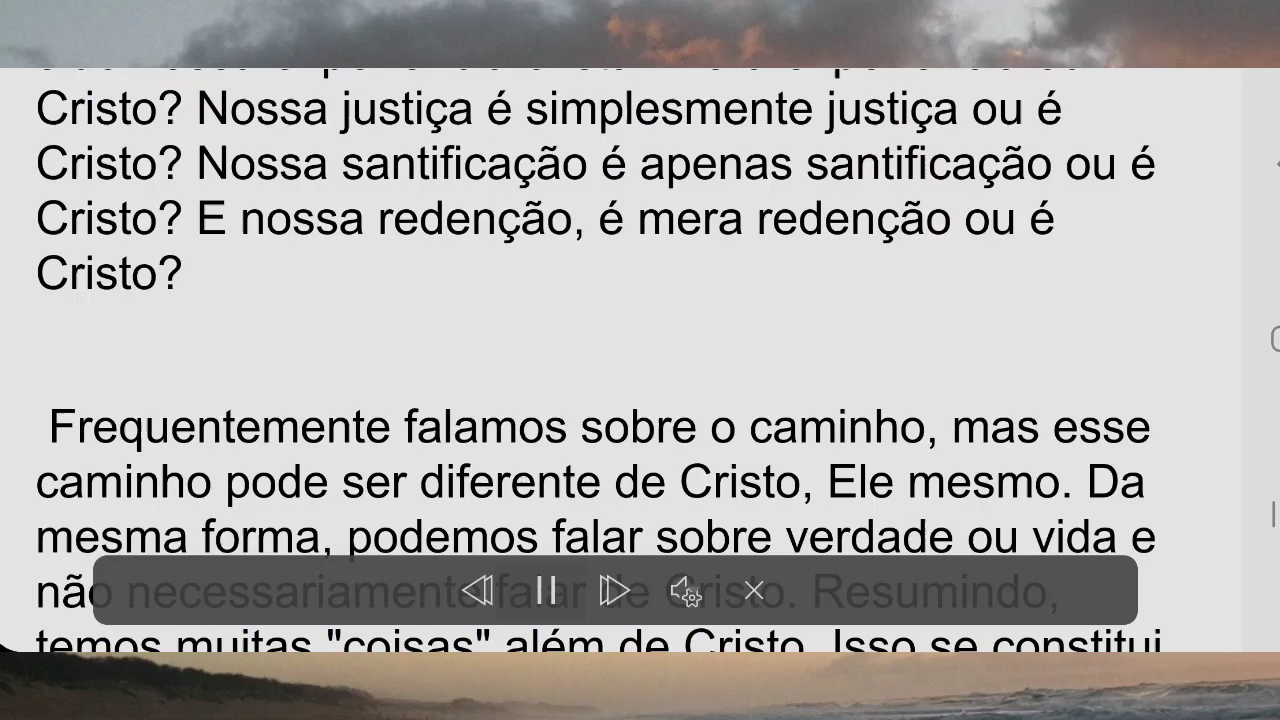 Cristo? Nossa justiça é simplesmente justiça ou é
Cristo? Nossa santificação é apenas santificação ou é
Cristo? E nossa redenção, é mera redenção ou é
Cristo?
Frequentemente falamos sobre o caminho, mas esse
caminho pode ser diferente de Cristo, Ele mesmo. Da
mesma forma, podemos falar sobre verdade ou vida e
não necessariamente falar de Cristo. Resumindo,
temos muitas "coisas" além de Cristo. Isso se constitui